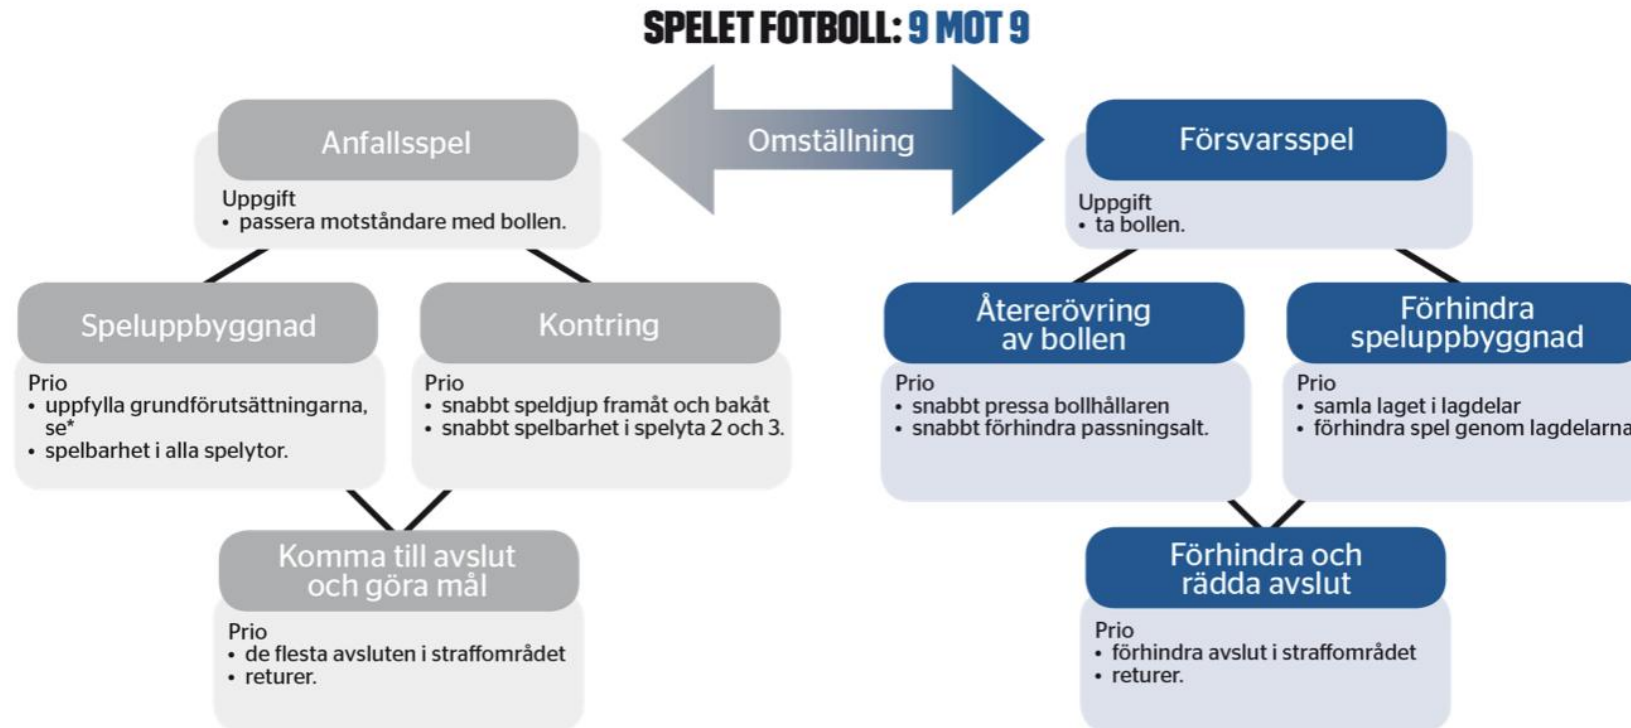 SPELET FOTBOLL: 9 MOT 9
Omställning
Anfallsspel
Uppgift
• passera motståndare med bollen.
Speluppbyggnad
Prio
• uppfylla grundförutsättningarna,
se*
• spelbarhet i alla spelytor.
Kontring
Prio
• snabbt speldjup framåt och bakåt
• snabbt spelbarhet i spelyta 2 och 3.
Komma till avslut
och göra mål
Prio
• de flesta avsluten i straffområdet
• returer.
Försvarsspel
Uppgift
• ta bollen.
Återerövring
av bollen
Prio
• snabbt pressa bollhållaren
• snabbt förhindra passningsalt.
Förhindra
speluppbyggnad
Prio
• samla laget i lagdelar
• förhindra spel genom lagdelarna
Förhindra och
rädda avslut
Prio
• förhindra avslut i straffområdet
• returer.